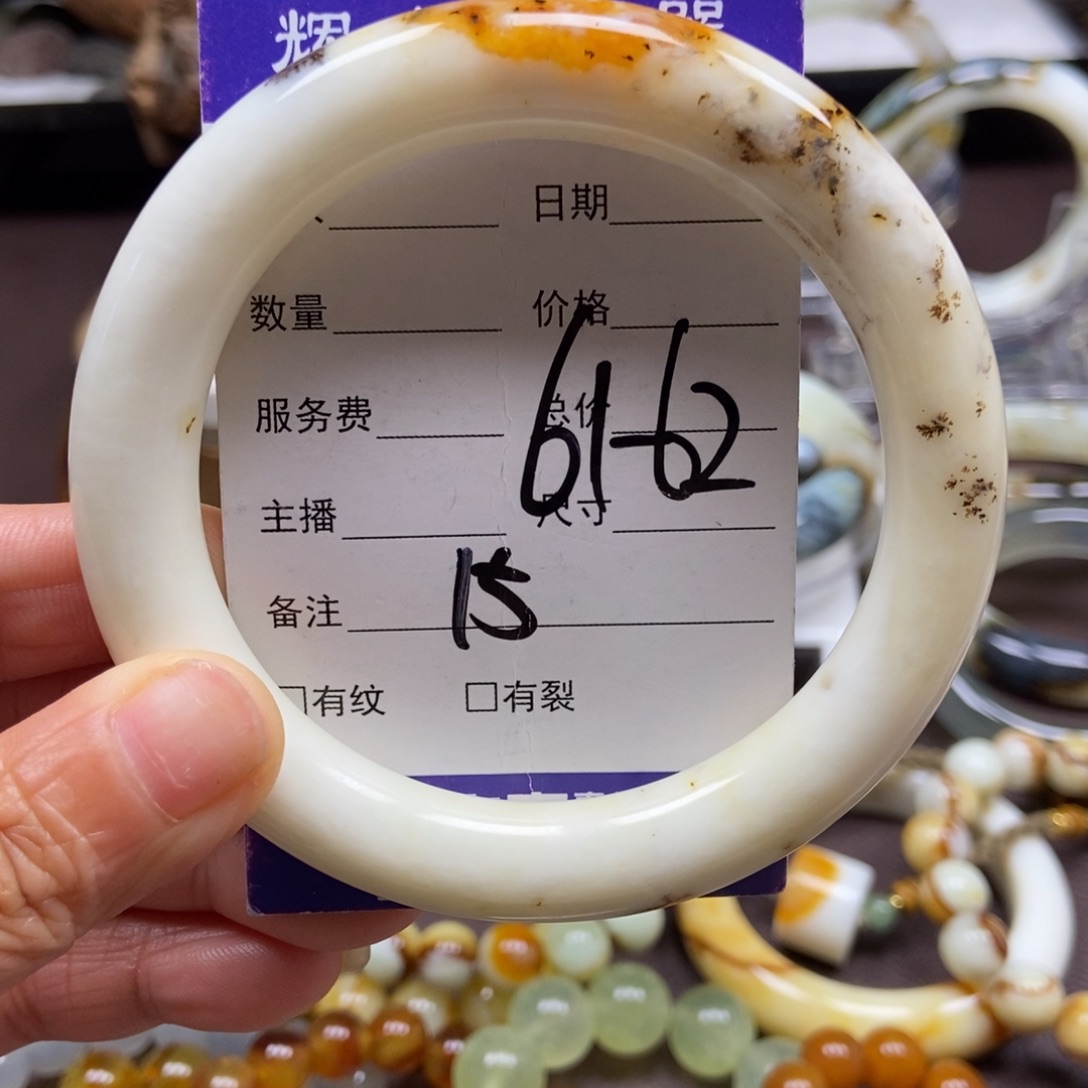 辉
日期
数量 价格
服务费 总价
61-62
主播 尺寸
备注 15
□有纹 □有裂